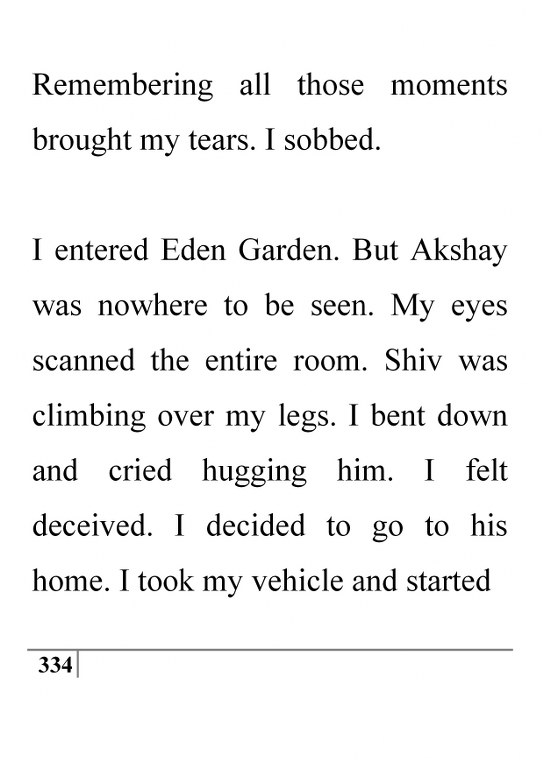 Remembering all those moments
brought my tears. I sobbed.
I entered Eden Garden. But Akshay
was nowhere to be seen. My eyes
scanned the entire room. Shiv was
climbing over my legs. I bent down
and cried hugging him. I felt
deceived. I decided to go to his
home. I took my vehicle and started
334